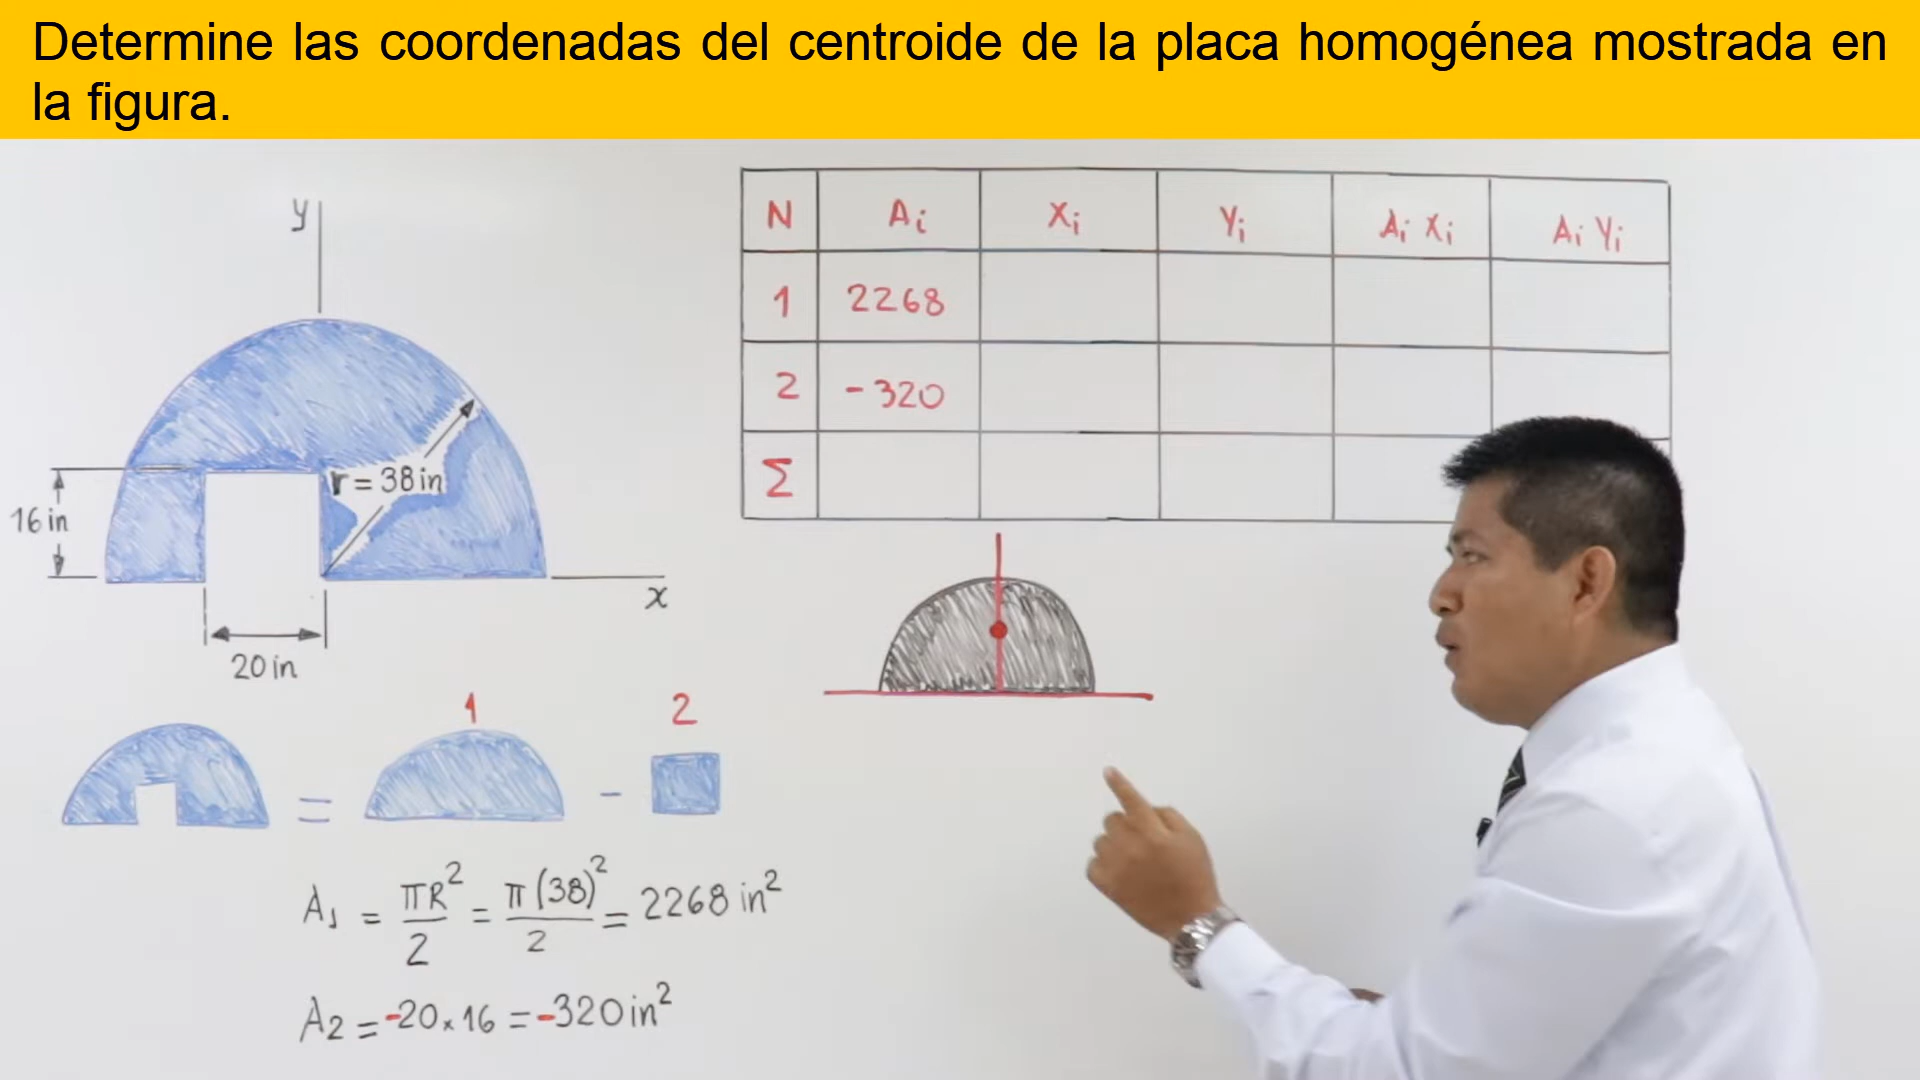 Determine las coordenadas del centroide de la placa homogénea mostrada en
la figura.
y
r = 38 in
16 in
x
20 in
1
2
=
-
A₁ = πR²/2 = π(38)²/2 = 2268 in²
A2 = -20 x 16 = -320 in²
N Ai Xi Yi Ai Xi Ai Yi
1 2268
2 -320
Σ